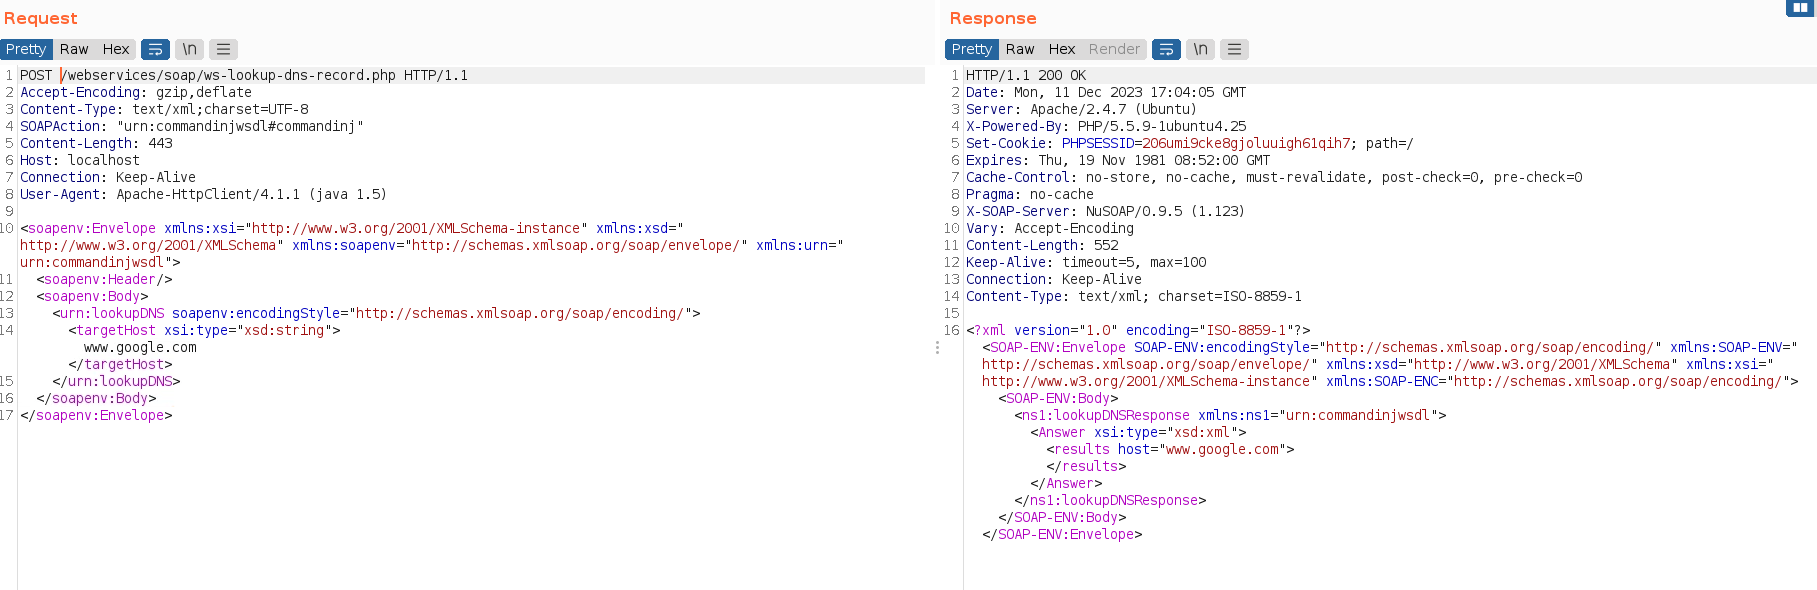 Request
Pretty Raw Hex \n
1 POST /webservices/soap/ws-lookup-dns-record.php HTTP/1.1
2 Accept-Encoding: gzip,deflate
3 Content-Type: text/xml;charset=UTF-8
4 SOAPAction: "urn:commandinjwsdl#commandinj"
5 Content-Length: 443
6 Host: localhost
7 Connection: Keep-Alive
8 User-Agent: Apache-HttpClient/4.1.1 (java 1.5)
9
10 <soapenv:Envelope xmlns:xsi="http://www.w3.org/2001/XMLSchema-instance" xmlns:xsd="
http://www.w3.org/2001/XMLSchema" xmlns:soapenv="http://schemas.xmlsoap.org/soap/envelope/" xmlns:urn="
urn:commandinjwsdl">
11 <soapenv:Header/>
12 <soapenv:Body>
13 <urn:lookupDNS soapenv:encodingStyle="http://schemas.xmlsoap.org/soap/encoding/">
14 <targetHost xsi:type="xsd:string">
www.google.com
</targetHost>
15 </urn:lookupDNS>
16 </soapenv:Body>
17 </soapenv:Envelope>
Response
Pretty Raw Hex Render \n
1 HTTP/1.1 200 OK
2 Date: Mon, 11 Dec 2023 17:04:05 GMT
3 Server: Apache/2.4.7 (Ubuntu)
4 X-Powered-By: PHP/5.5.9-1ubuntu4.25
5 Set-Cookie: PHPSESSID=206umi9cke8gjoluuigh61qih7; path=/
6 Expires: Thu, 19 Nov 1981 08:52:00 GMT
7 Cache-Control: no-store, no-cache, must-revalidate, post-check=0, pre-check=0
8 Pragma: no-cache
9 X-SOAP-Server: NuSOAP/0.9.5 (1.123)
10 Vary: Accept-Encoding
11 Content-Length: 552
12 Keep-Alive: timeout=5, max=100
13 Connection: Keep-Alive
14 Content-Type: text/xml; charset=ISO-8859-1
15
16 <?xml version="1.0" encoding="ISO-8859-1"?>
<SOAP-ENV:Envelope SOAP-ENV:encodingStyle="http://schemas.xmlsoap.org/soap/encoding/" xmlns:SOAP-ENV="
http://schemas.xmlsoap.org/soap/envelope/" xmlns:xsd="http://www.w3.org/2001/XMLSchema" xmlns:xsi="
http://www.w3.org/2001/XMLSchema-instance" xmlns:SOAP-ENC="http://schemas.xmlsoap.org/soap/encoding/">
<SOAP-ENV:Body>
<ns1:lookupDNSResponse xmlns:ns1="urn:commandinjwsdl">
<Answer xsi:type="xsd:xml">
<results host="www.google.com">
</results>
</Answer>
</ns1:lookupDNSResponse>
</SOAP-ENV:Body>
</SOAP-ENV:Envelope>